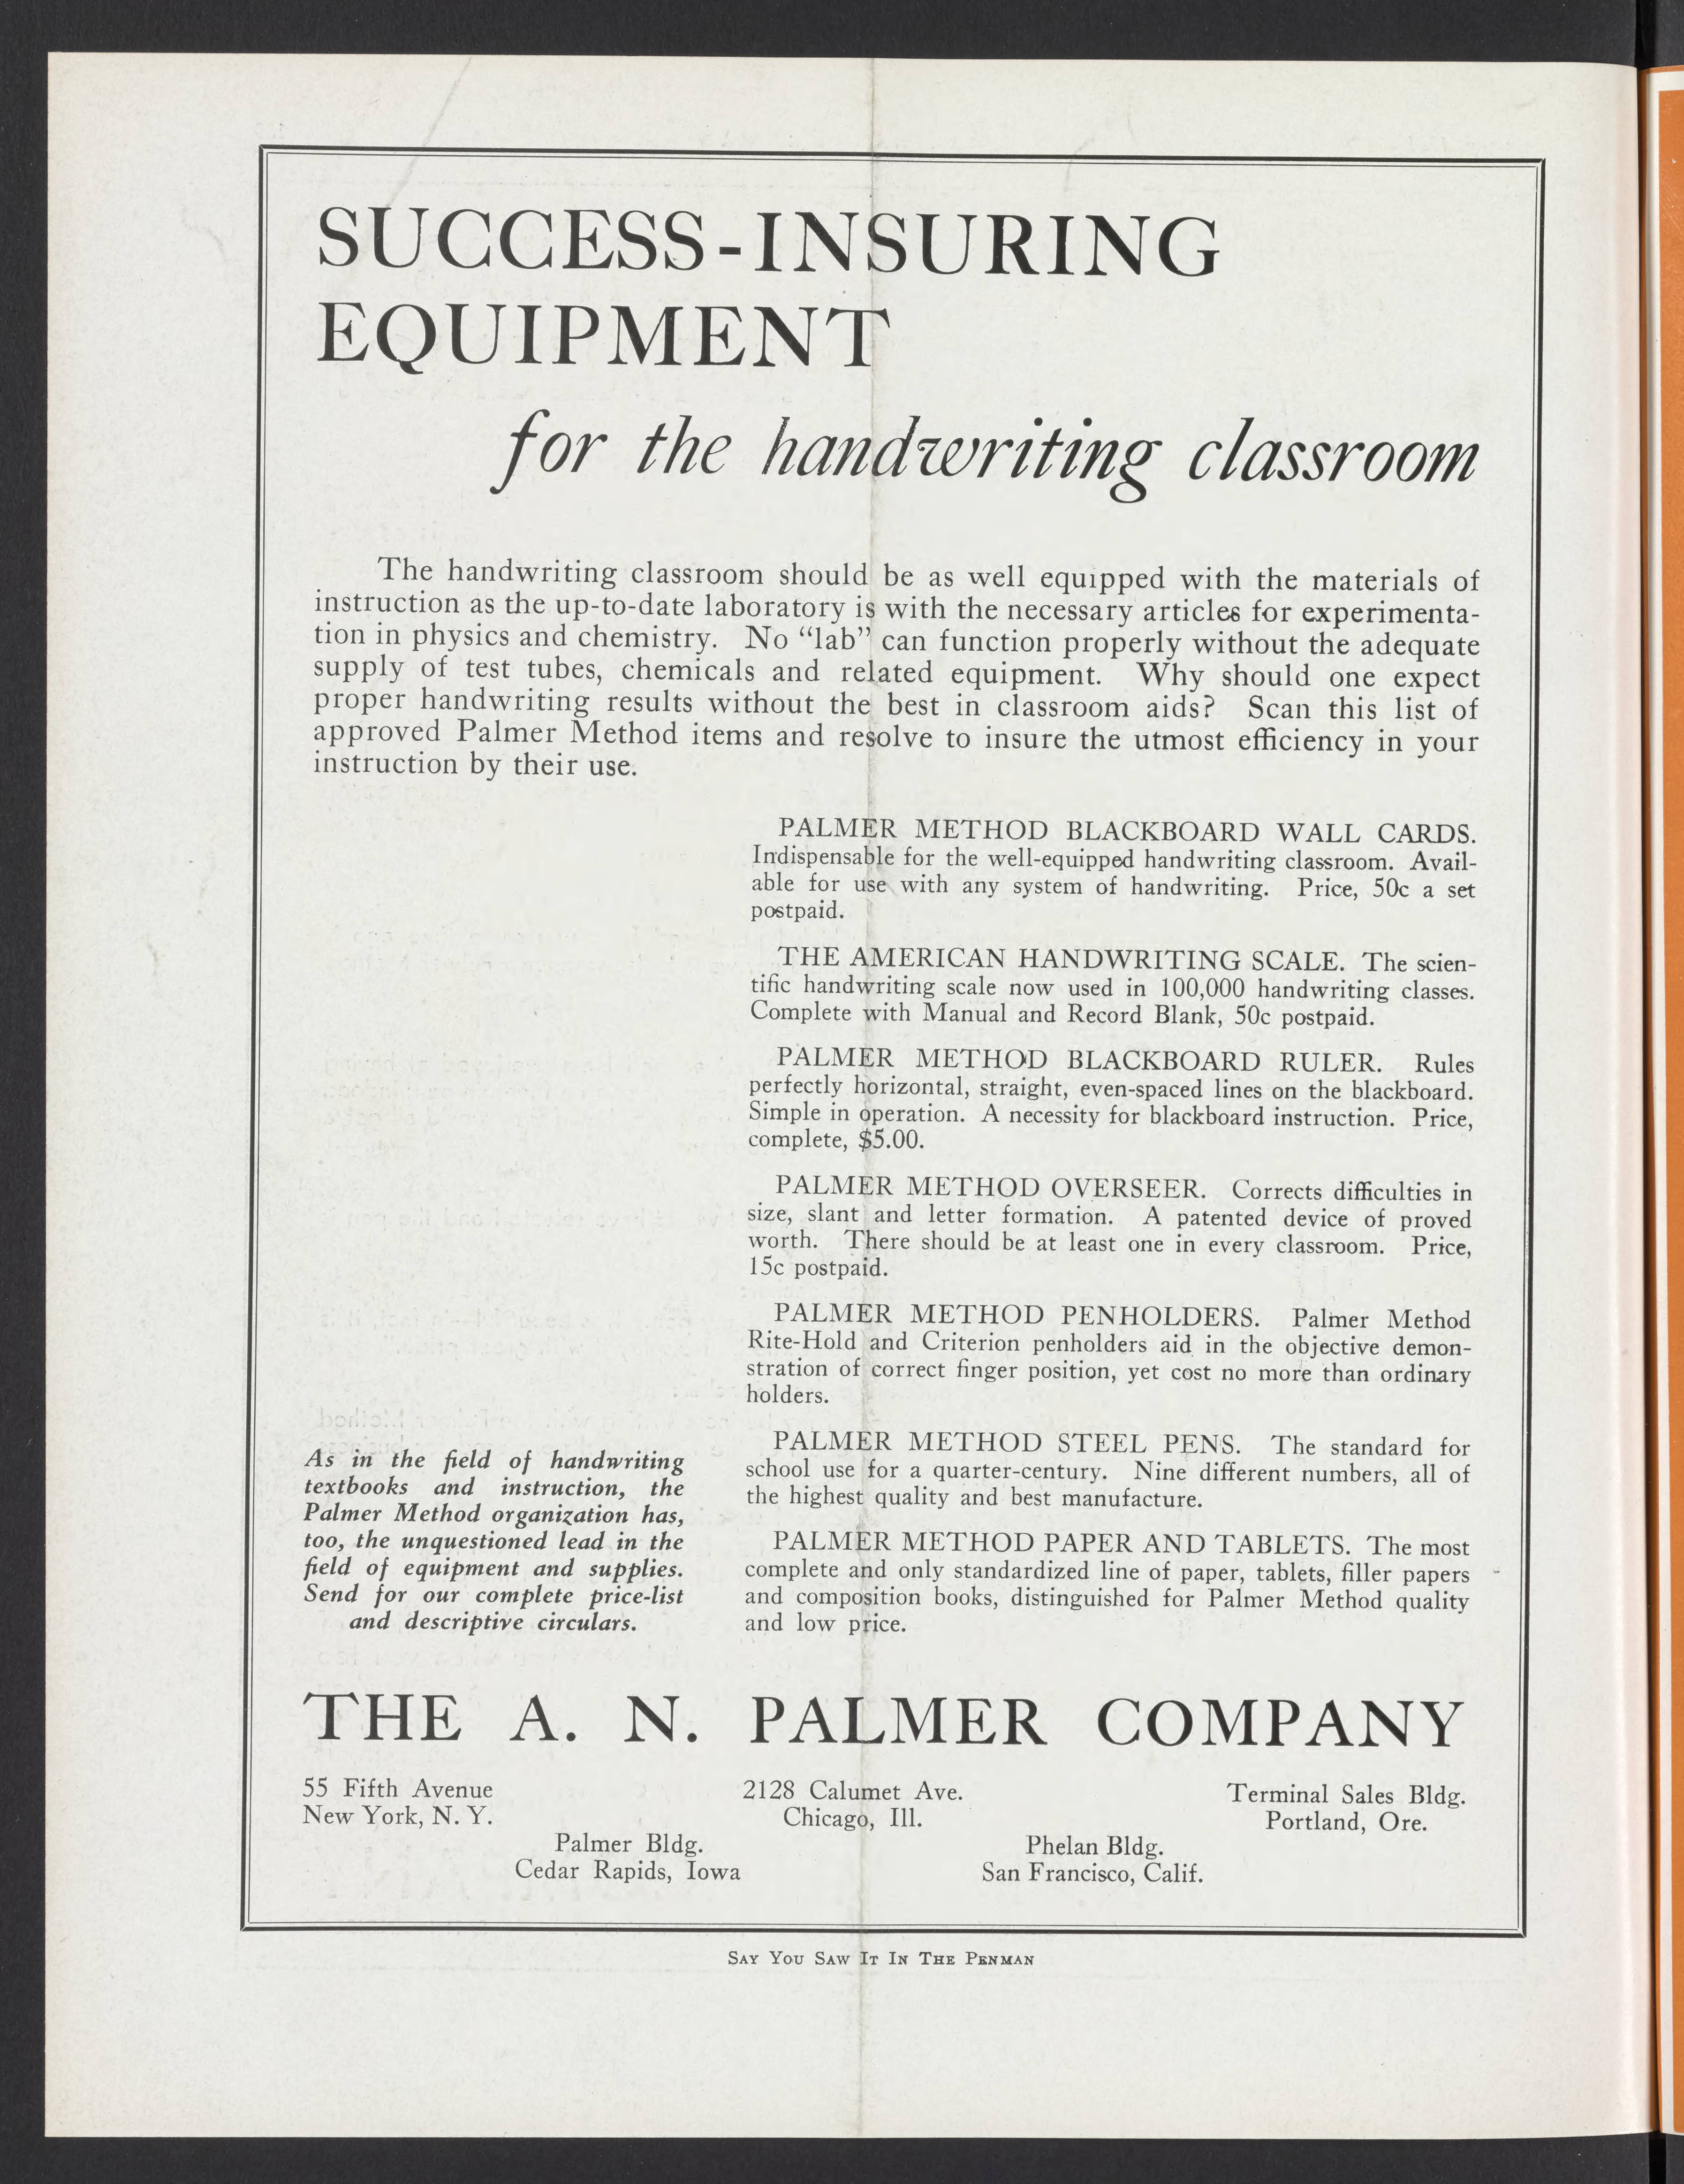 SUCCESS-INSURING
EQUIPMENT
for the handwriting classroom
The handwriting classroom should be as well equipped with the materials of
instruction as the up-to-date laboratory is with the necessary articles for experimenta-
tion in physics and chemistry. No “lab” can function properly without the adequate
supply of test tubes, chemicals and related equipment. Why should one expect
proper handwriting results without the best in classroom aids? Scan this list of
approved Palmer Method items and resolve to insure the utmost efficiency in your
instruction by their use.
PALMER METHOD BLACKBOARD WALL CARDS.
Indispensable for the well-equipped handwriting classroom. Avail-
able for use with any system of handwriting. Price, 50c a set
postpaid.
THE AMERICAN HANDWRITING SCALE. The scien-
tific handwriting scale now used in 100,000 handwriting classes.
Complete with Manual and Record Blank, 50c postpaid.
PALMER METHOD BLACKBOARD RULER. Rules
perfectly horizontal, straight, even-spaced lines on the blackboard.
Simple in operation. A necessity for blackboard instruction. Price,
complete, $5.00.
PALMER METHOD OVERSEER. Corrects difficulties in
size, slant and letter formation. A patented device of proved
worth. There should be at least one in every classroom. Price,
15c postpaid.
PALMER METHOD PENHOLDERS. Palmer Method
Rite-Hold and Criterion penholders aid in the objective demon-
stration of correct finger position, yet cost no more than ordinary
holders.
PALMER METHOD STEEL PENS. The standard for
school use for a quarter-century. Nine different numbers, all of
the highest quality and best manufacture.
PALMER METHOD PAPER AND TABLETS. The most
complete and only standardized line of paper, tablets, filler papers
and composition books, distinguished for Palmer Method quality
and low price.
As in the field of handwriting
textbooks and instruction, the
Palmer Method organization has,
too, the unquestioned lead in the
field of equipment and supplies.
Send for our complete price-list
and descriptive circulars.
THE A. N. PALMER COMPANY
55 Fifth Avenue
New York, N. Y.
2128 Calumet Ave.
Chicago, Ill.
Terminal Sales Bldg.
Portland, Ore.
Palmer Bldg.
Cedar Rapids, Iowa
Phelan Bldg.
San Francisco, Calif.
SAY YOU SAW IT IN THE PENMAN